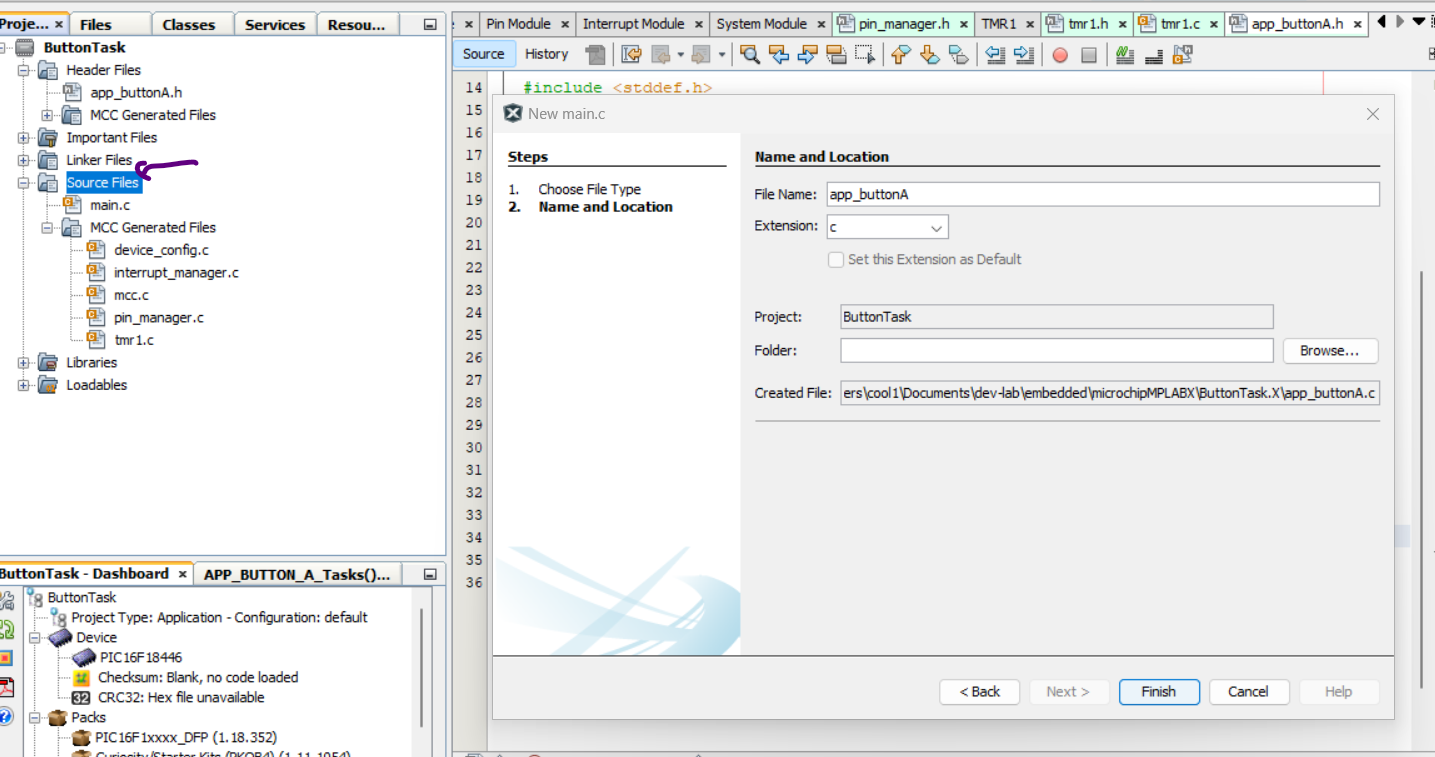 Proje... × Files Classes Services Resou...
ButtonTask
Header Files
app_buttonA.h
MCC Generated Files
Important Files
Linker Files
Source Files
main.c
MCC Generated Files
device_config.c
interrupt_manager.c
mcc.c
pin_manager.c
tmr1.c
Libraries
Loadables
ButtonTask - Dashboard × APP_BUTTON_A_Tasks()...
ButtonTask
Project Type: Application - Configuration: default
Device
PIC16F18446
Checksum: Blank, no code loaded
CRC32: Hex file unavailable
Packs
PIC16F1xxxx_DFP (1.18.352)
Curiosity/Starter Kits (PKOB4) (1.11.1954)
× Pin Module × Interrupt Module × System Module × pin_manager.h × TMR1 × tmr1.h × tmr1.c × app_buttonA.h ×
Source History
14 #include <stddef.h>
15
16
17
18
19
20
21
22
23
24
25
26
27
28
29
30
31
32
33
34
35
36
New main.c
Steps
1. Choose File Type
2. Name and Location
Name and Location
File Name: app_buttonA
Extension: c
Set this Extension as Default
Project: ButtonTask
Folder: Browse...
Created File: ers\cool1\Documents\dev-lab\embedded\microchipMPLABX\ButtonTask.X\app_buttonA.c
< Back Next > Finish Cancel Help